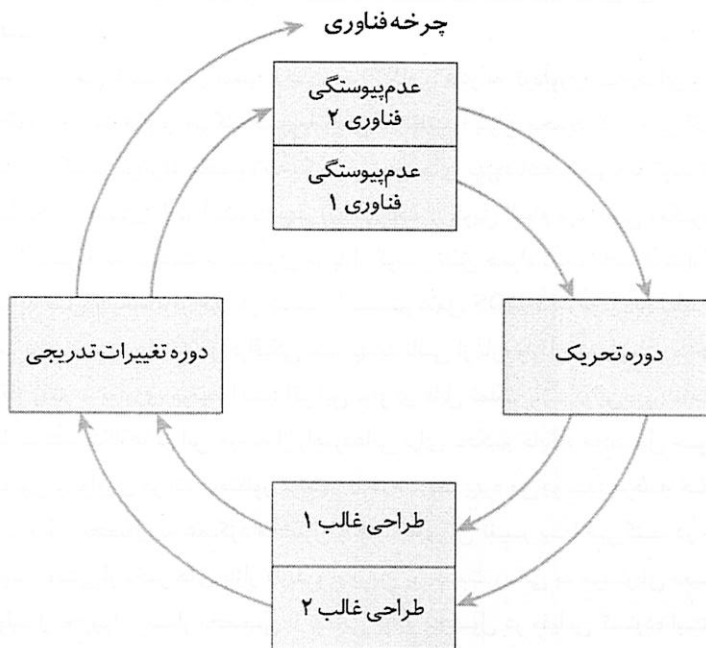 چرخه فناوری
عدم‌پیوستگی
فناوری ۲
عدم‌پیوستگی
فناوری ۱
دوره تحریک
دوره تغییرات تدریجی
طراحی غالب ۱
طراحی غالب ۲